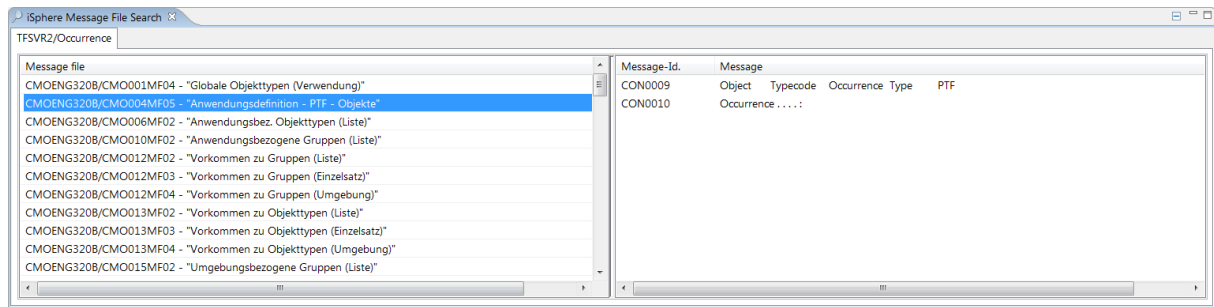 iSphere Message File Search
TFSVR2/Occurrence
Message file
CMOENG320B/CMO001MF04 - "Globale Objekttypen (Verwendung)"
CMOENG320B/CMO004MF05 - "Anwendungsdefinition - PTF - Objekte"
CMOENG320B/CMO006MF02 - "Anwendungsbez. Objekttypen (Liste)"
CMOENG320B/CMO010MF02 - "Anwendungsbezogene Gruppen (Liste)"
CMOENG320B/CMO012MF02 - "Vorkommen zu Gruppen (Liste)"
CMOENG320B/CMO012MF03 - "Vorkommen zu Gruppen (Einzelsatz)"
CMOENG320B/CMO012MF04 - "Vorkommen zu Gruppen (Umgebung)"
CMOENG320B/CMO013MF02 - "Vorkommen zu Objekttypen (Liste)"
CMOENG320B/CMO013MF03 - "Vorkommen zu Objekttypen (Einzelsatz)"
CMOENG320B/CMO013MF04 - "Vorkommen zu Objekttypen (Umgebung)"
CMOENG320B/CMO015MF02 - "Umgebungsbezogene Gruppen (Liste)"
Message-Id. Message
CON0009 Object Typecode Occurrence Type PTF
CON0010 Occurrence . . . . :